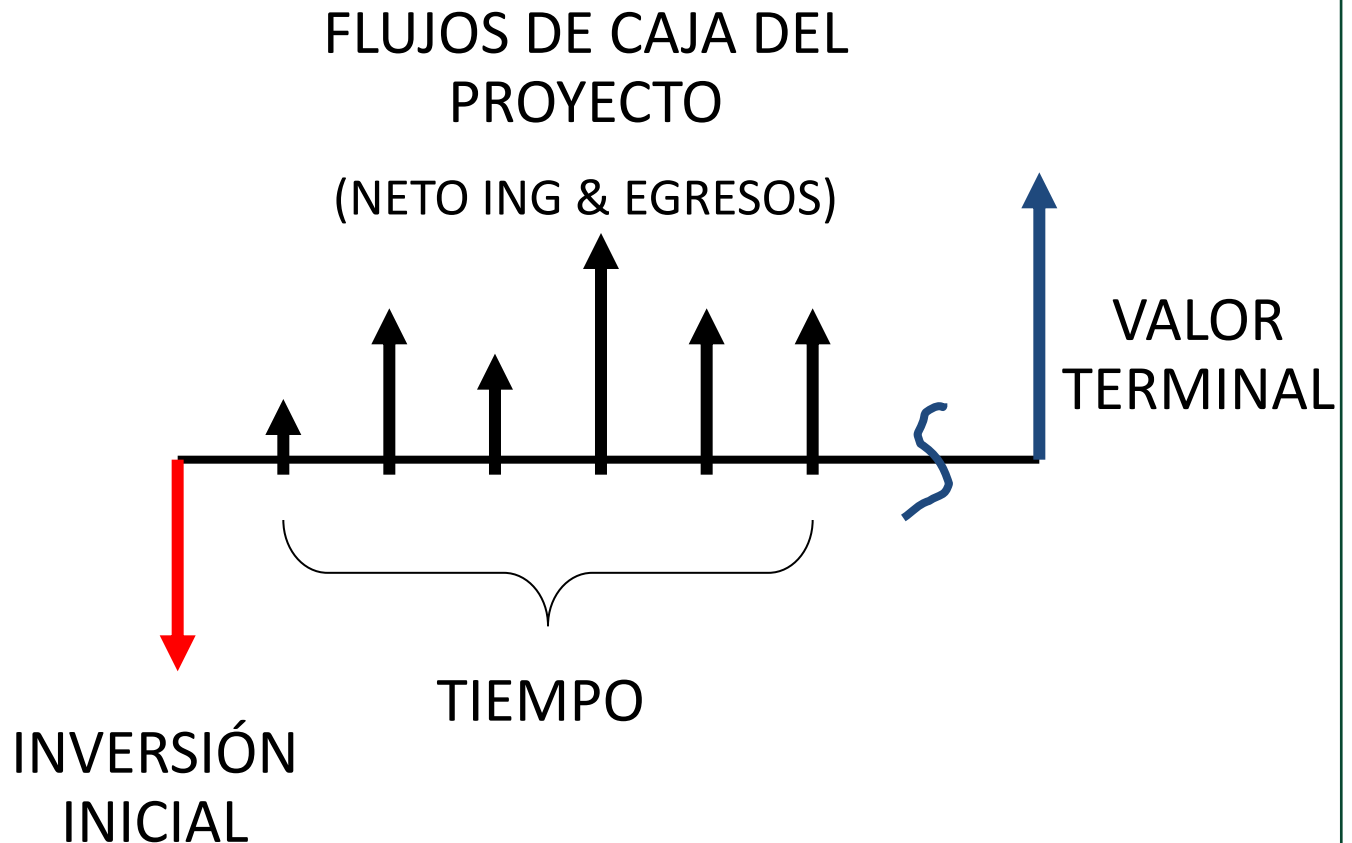 FLUJOS DE CAJA DEL
PROYECTO
(NETO ING & EGRESOS)
VALOR
TERMINAL
TIEMPO
INVERSIÓN
INICIAL